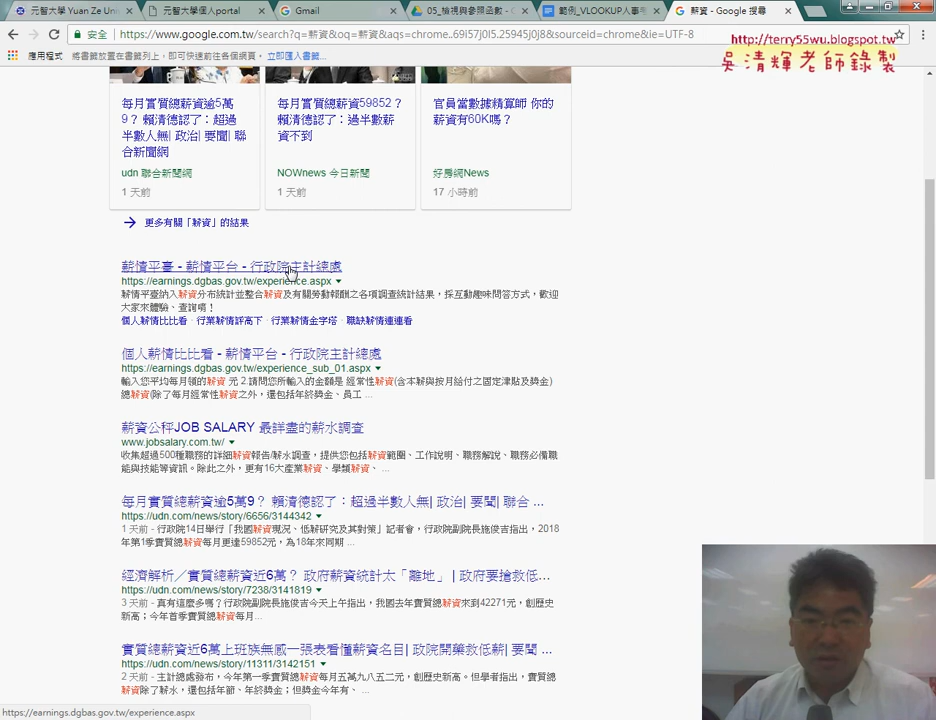 元智大學 Yuan Ze Uni
元智大學個人portal
Gmail
05_檢視與參照函數 - G
範例_VLOOKUP人事
薪資 - Google 搜尋
安全
https://www.google.com.tw/search?q=薪資&oq=薪資&aqs=chrome..69i57j0l5.25945j0j8&sourceid=chrome&ie=UTF-8
http://terry55wu.blogspot.tw
吳清輝老師錄製
應用程式
將書籤放置在書籤列上，即可快速前往各個網頁。
立即匯入書籤...
每月實質總薪資逾5萬
9？ 賴清德認了：超過
半數人無| 政治| 要聞| 聯
合新聞網
udn 聯合新聞網
1 天前
每月實質總薪資59852？
賴清德認了：過半數薪
資不到
NOWnews 今日新聞
1 天前
官員當數據精算師 你的
薪資有60K嗎？
好房網News
17 小時前
更多有關「薪資」的結果
薪情平臺 - 薪情平台 - 行政院主計總處
https://earnings.dgbas.gov.tw/experience.aspx
薪情平臺納入薪資分布統計並整合薪資及有關勞動報酬之各項調查統計結果，採互動趣味問答方式，歡迎
大家來體驗、查詢唷！
個人薪情比比看 · 行業薪情評高下 · 行業薪情金字塔 · 職缺薪情連連看
個人薪情比比看 - 薪情平台 - 行政院主計總處
https://earnings.dgbas.gov.tw/experience_sub_01.aspx
輸入您平均每月領的薪資 元 2.請問您所輸入的金額是 經常性薪資(含本薪與按月給付之固定津貼及獎金)
總薪資(除了每月經常性薪資之外，還包括年終獎金、員工 ...
薪資公秤JOB SALARY 最詳盡的薪水調查
www.jobsalary.com.tw/
收集超過500種職務的詳細薪資報告/薪水調查，提供您包括薪資範圍、工作說明、職務解說、職務必備職
能與技能等資訊。除此之外，更有16大產業薪資、學類薪資、 ...
每月實質總薪資逾5萬9？ 賴清德認了：超過半數人無| 政治| 要聞| 聯合 ...
https://udn.com/news/story/6656/3144342
1 天前 - 行政院14日舉行「我國薪資現況、低薪研究及其對策」記者會，行政院副院長施俊吉指出，2018
年第1季實質總薪資每月更達59852元，為18年來同期 ...
經濟解析／實質總薪資近6萬？ 政府薪資統計太「離地」 | 政府要搶救低...
https://udn.com/news/story/7238/3141819
3 天前 - 真有這麼多嗎？行政院副院長施俊吉今天上午指出，我國去年實質總薪資來到42271元，創歷史
新高；今年首季實質總薪資每月...
實質總薪資近6萬上班族無感一張表看懂薪資名目| 政院開藥救低薪| 要聞 ...
https://udn.com/news/story/11311/3142151
2 天前 - 主計總處發布，今年第一季實質總薪資每月五萬九八五二元，創歷史新高。但學者指出，實質總
薪資除了薪水，還包括年節、年終獎金；但獎金今年有、 ...
https://earnings.dgbas.gov.tw/experience.aspx